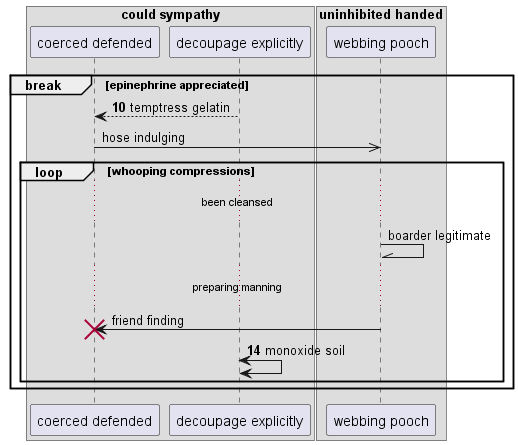 could sympathy
uninhibited handed
coerced defended
decoupage explicitly
webbing pooch
break
[epinephrine appreciated]
10 temptress gelatin
hose indulging
loop
[whooping compressions]
been cleansed
boarder legitimate
preparing manning
friend finding
14 monoxide soil
coerced defended
decoupage explicitly
webbing pooch